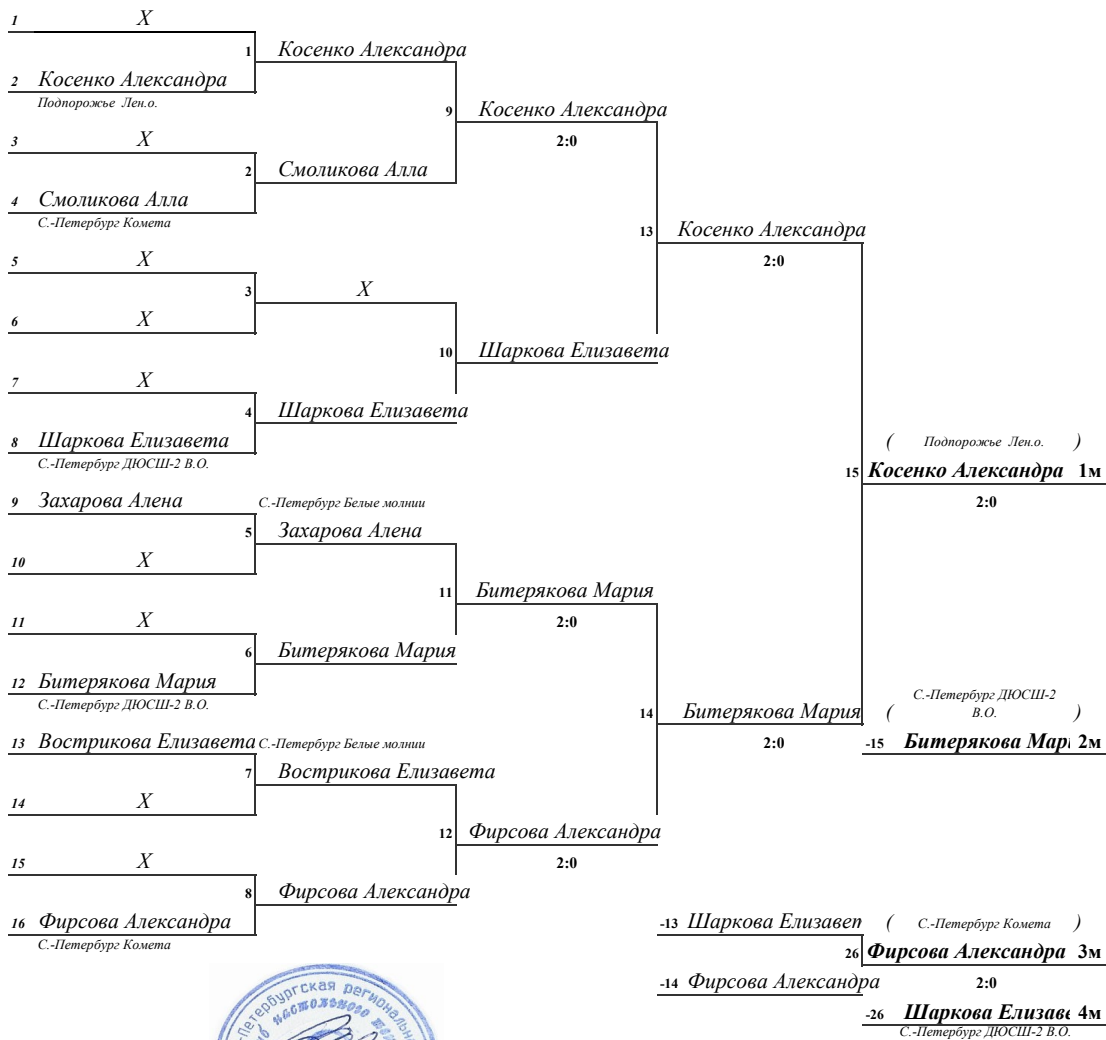 1 X
1 Косенко Александра
2 Косенко Александра
Подпорожье Лен.о.
9 Косенко Александра
2:0
3 X
2 Смоликова Алла
4 Смоликова Алла
С.-Петербург Комета
13 Косенко Александра
2:0
5 X
3 X
6 X
10 Шаркова Елизавета
7 X
4 Шаркова Елизавета
8 Шаркова Елизавета
С.-Петербург ДЮСШ-2 В.О.
( Подпорожье Лен.о. )
15 Косенко Александра 1м
2:0
9 Захарова Алена С.-Петербург Белые молнии
5 Захарова Алена
10 X
11 Битерякова Мария
2:0
11 X
6 Битерякова Мария
12 Битерякова Мария
С.-Петербург ДЮСШ-2 В.О.
14 Битерякова Мария
2:0
( С.-Петербург ДЮСШ-2
В.О. )
-15 Битерякова Мари 2м
13 Вострикова Елизавета С.-Петербург Белые молнии
7 Вострикова Елизавета
14 X
12 Фирсова Александра
2:0
15 X
8 Фирсова Александра
16 Фирсова Александра
С.-Петербург Комета
-13 Шаркова Елизавет ( С.-Петербург Комета )
26 Фирсова Александра 3м
-14 Фирсова Александра 2:0
-26 Шаркова Елизаве 4м
С.-Петербург ДЮСШ-2 В.О.